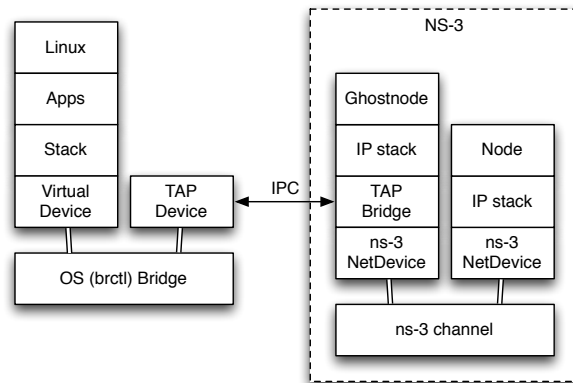 NS-3
Linux
Apps
Stack
Virtual
Device
TAP
Device
OS (brctl) Bridge
IPC
Ghostnode
IP stack
TAP
Bridge
ns-3
NetDevice
Node
IP stack
ns-3
NetDevice
ns-3 channel